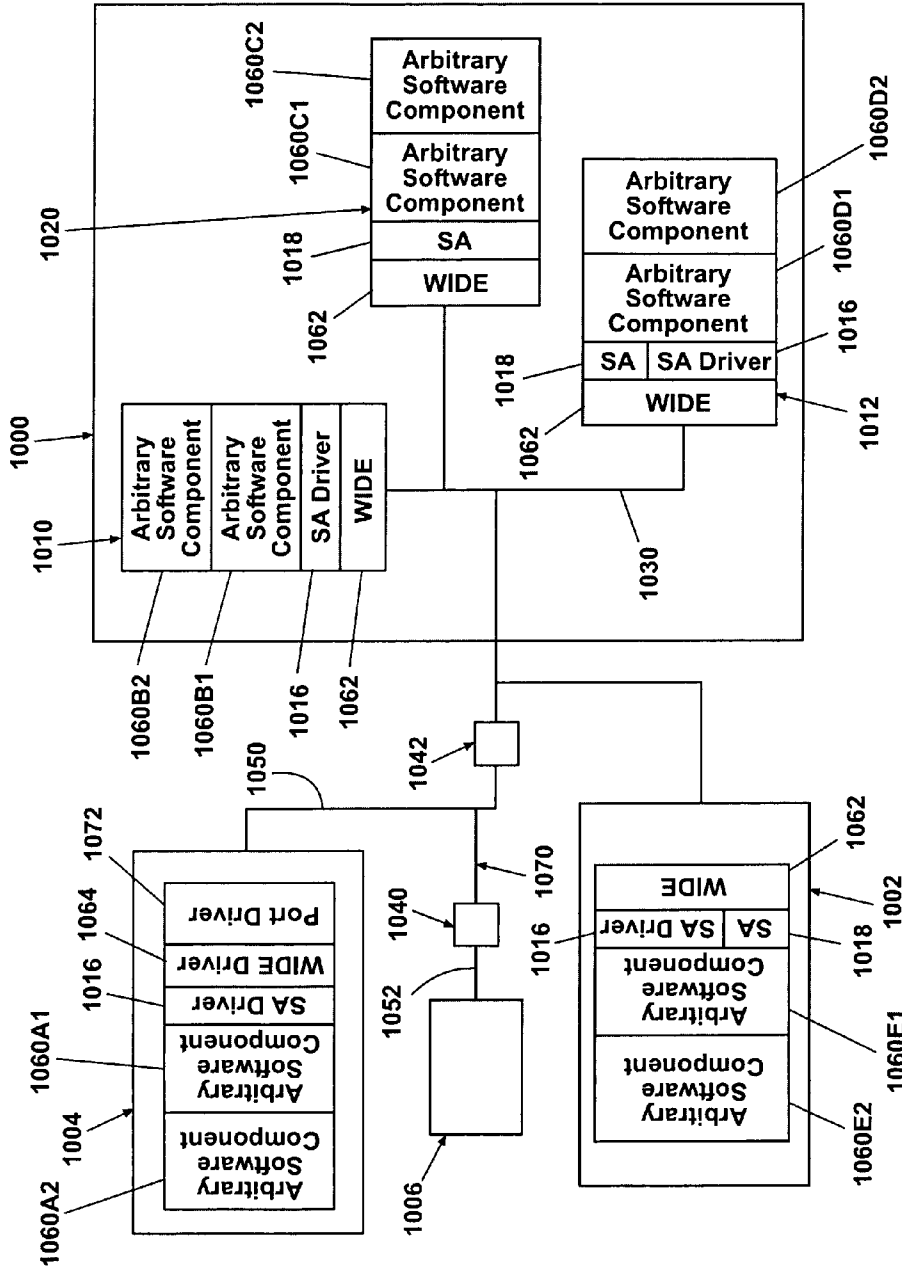 1000
1010
1060B2
Arbitrary
Software
Component
1060B1
Arbitrary
Software
Component
1016
SA Driver
1062
WIDE
1020
1018
1062
1060C1
1060C2
WIDE
SA
Arbitrary
Software
Component
Arbitrary
Software
Component
1018
1062
WIDE
SA
SA Driver
Arbitrary
Software
Component
Arbitrary
Software
Component
1060D2
1060D1
1016
1012
1030
1042
1050
1072
1064
1016
1060A1
1004
1060A2
Port Driver
WIDE Driver
SA Driver
Arbitrary
Software
Component
Arbitrary
Software
Component
1070
1040
1052
1006
1062
1002
1016
1018
WIDE
SA Driver
SA
Arbitrary
Software
Component
Arbitrary
Software
Component
1060E1
1060E2